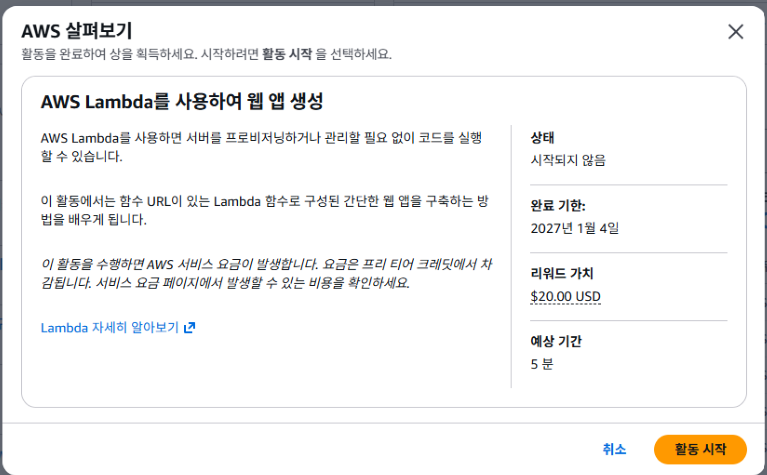 AWS 살펴보기
활동을 완료하여 상을 획득하세요. 시작하려면 활동 시작 을 선택하세요.
AWS Lambda를 사용하여 웹 앱 생성
AWS Lambda를 사용하면 서버를 프로비저닝하거나 관리할 필요 없이 코드를 실행
할 수 있습니다.
이 활동에서는 함수 URL이 있는 Lambda 함수로 구성된 간단한 웹 앱을 구축하는 방
법을 배우게 됩니다.
이 활동을 수행하면 AWS 서비스 요금이 발생합니다. 요금은 프리 티어 크레딧에서 차
감됩니다. 서비스 요금 페이지에서 발생할 수 있는 비용을 확인하세요.
Lambda 자세히 알아보기
상태
시작되지 않음
완료 기한:
2027년 1월 4일
리워드 가치
$20.00 USD
예상 기간
5 분
취소
활동 시작